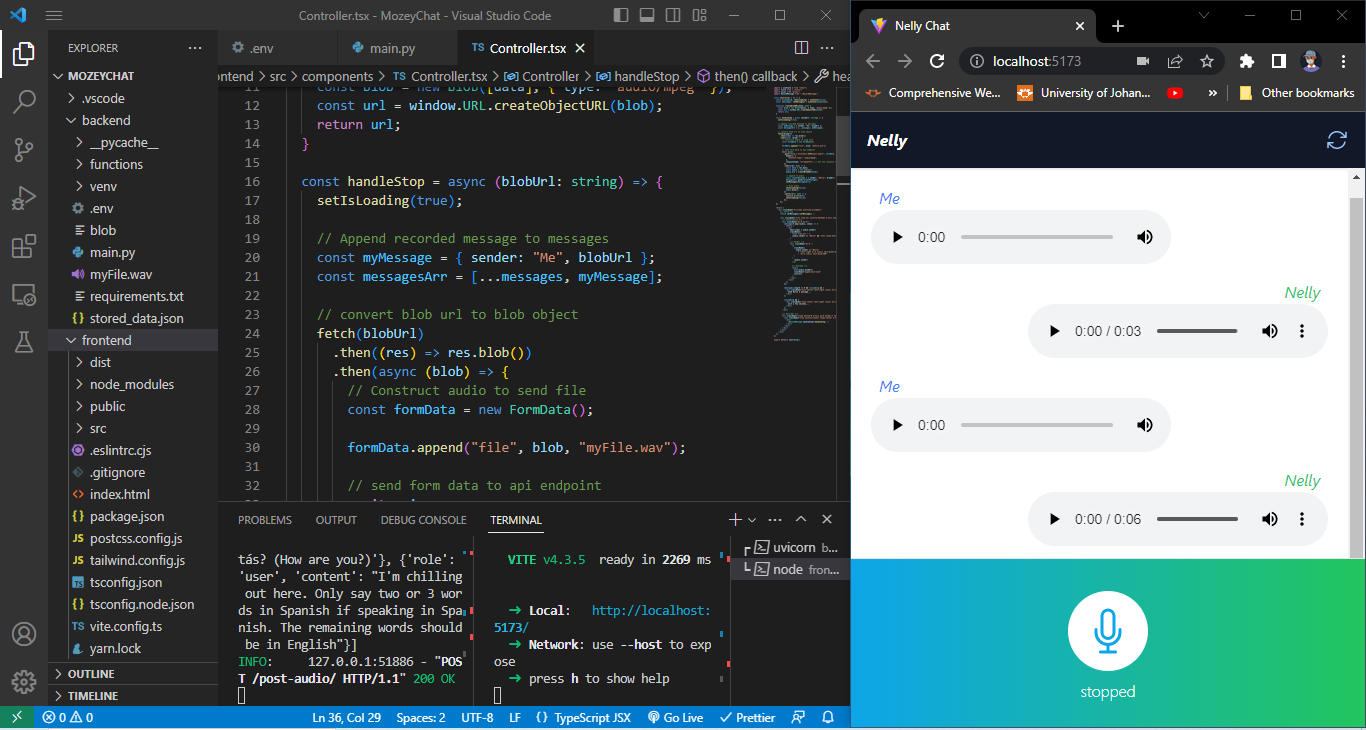 Controller.tsx - MozeyChat - Visual Studio Code
EXPLORER
MOZEYCHAT
.vscode
backend
__pycache__
functions
venv
.env
blob
main.py
myFile.wav
requirements.txt
stored_data.json
frontend
dist
node_modules
public
src
.eslintrc.cjs
.gitignore
index.html
package.json
postcss.config.js
tailwind.config.js
tsconfig.json
tsconfig.node.json
vite.config.ts
yarn.lock
OUTLINE
TIMELINE
.env
main.py
TS Controller.tsx
ontend > src > components > TS Controller.tsx > Controller > handleStop > then() callback > hea
11 const blob = new Blob([data], { type: "audio/mpeg" });
12 const url = window.URL.createObjectURL(blob);
13 return url;
14 }
15
16 const handleStop = async (blobUrl: string) => {
17 setIsLoading(true);
18
19 // Append recorded message to messages
20 const myMessage = { sender: "Me", blobUrl };
21 const messagesArr = [...messages, myMessage];
22
23 // convert blob url to blob object
24 fetch(blobUrl)
25 .then((res) => res.blob())
26 .then(async (blob) => {
27 // Construct audio to send file
28 const formData = new FormData();
29
30 formData.append("file", blob, "myFile.wav");
31
32 // send form data to api endpoint
PROBLEMS OUTPUT DEBUG CONSOLE TERMINAL
tás? (How are you?)'}, {'role':
'user', 'content': "I'm chilling
out here. Only say two or 3 wor
ds in Spanish if speaking in Spa
nish. The remaining words should
be in English"}]
INFO: 127.0.0.1:51886 - "POS
T /post-audio/ HTTP/1.1" 200 OK
VITE v4.3.5 ready in 2269 ms
➜ Local: http://localhost:
5173/
➜ Network: use --host to exp
ose
➜ press h to show help
uvicorn b...
node fron...
0 0
Ln 36, Col 29
Spaces: 2
UTF-8
LF
{} TypeScript JSX
Go Live
Prettier
Nelly Chat
localhost:5173
Comprehensive We...
University of Johan...
»
Other bookmarks
Nelly
Me
0:00
Nelly
0:00 / 0:03
Me
0:00
Nelly
0:00 / 0:06
stopped